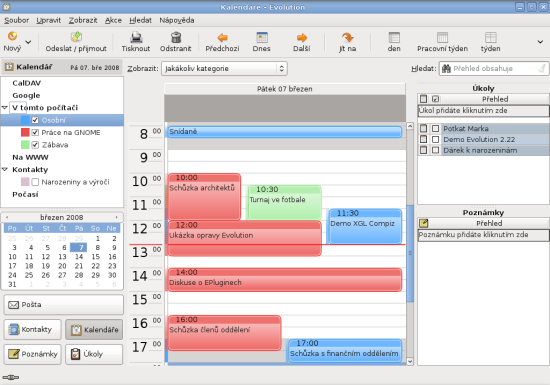 Kalendáře - Evolution
Soubor Upravit Zobrazit Akce Hledat Nápověda
Nový Odeslat / přijmout Tisknout Odstranit Předchozí Dnes Další Jít na den Pracovní týden týden
Kalendář Pá 07. bře 2008
Zobrazit: Jakákoliv kategorie Hledat: Předmět obsahuje
CalDAV
Google
V tomto počítači
Osobní
Práce na GNOME
Zábava
Na WWW
Kontakty
Narozeniny a výročí
Počasí
březen 2008
Po Út St Čt Pá So Ne
25 26 27 28 29 1 2
3 4 5 6 7 8 9
10 11 12 13 14 15 16
17 18 19 20 21 22 23
24 25 26 27 28 29 30
31 1 2 3 4 5 6
Pošta
Kontakty Kalendáře
Poznámky Úkoly
Pátek 07 březen
8 00
Snídaně
9 00
10 00
10:00
Schůzka architektů
10:30
Turnaj ve fotbale
11 00
11:30
Demo XGL Compiz
12 00
12:00
Ukázka opravy Evolution
13 00
14 00
14:00
Diskuse o EPluginech
15 00
16 00
16:00
Schůzka členů oddělení
17 00
17:00
Schůzka s finančním oddělením
Úkoly
Přehled
Úkol přidáte kliknutím zde
Potkat Marka
Demo Evolution 2.22
Dárek k narozeninám
Poznámky
Přehled
Poznámku přidáte kliknutím zde